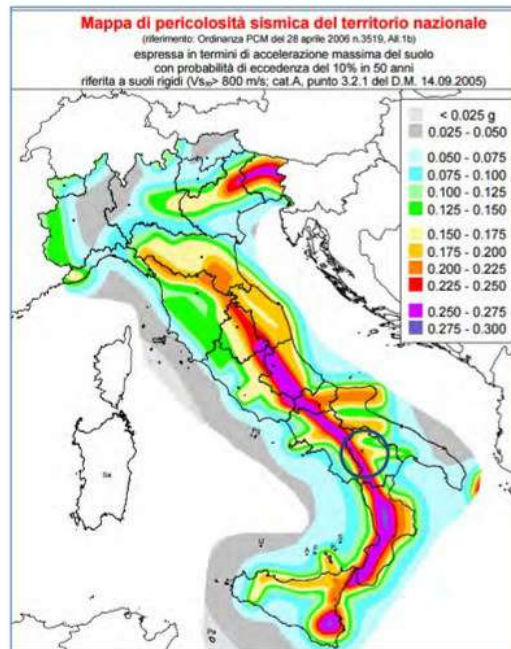 Mappa di pericolosità sismica del territorio nazionale
(riferimento: Ordinanza PCM del 28 aprile 2006 n.3519, All.1b)
espressa in termini di accelerazione massima del suolo
con probabilità di eccedenza del 10% in 50 anni
riferita a suoli rigidi (Vs30> 800 m/s; cat.A, punto 3.2.1 del D.M. 14.09.2005)
< 0.025 g
0.025 - 0.050
0.050 - 0.075
0.075 - 0.100
0.100 - 0.125
0.125 - 0.150
0.150 - 0.175
0.175 - 0.200
0.200 - 0.225
0.225 - 0.250
0.250 - 0.275
0.275 - 0.300